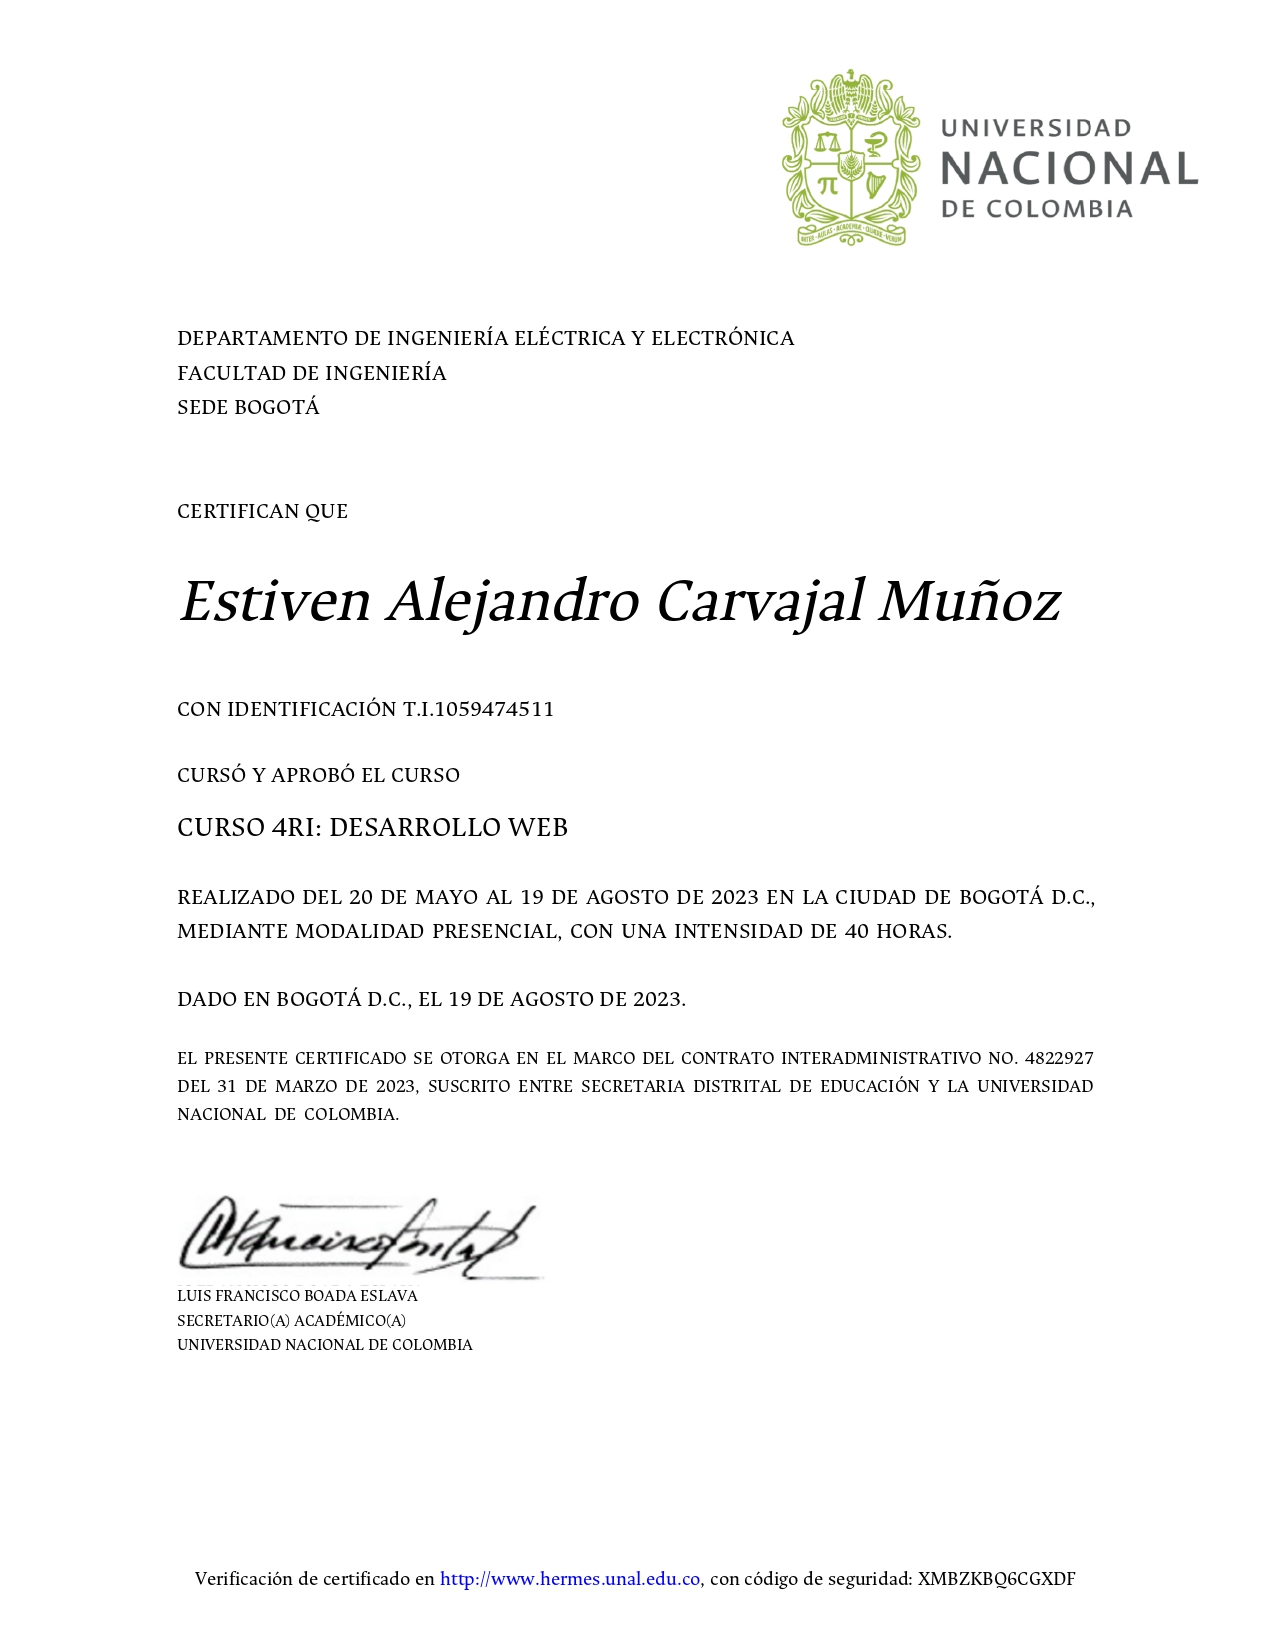 UNIVERSIDAD
NACIONAL
DE COLOMBIA
INTER · AULAS · ACADEMIÆ · QUÆRE · VERUM
DEPARTAMENTO DE INGENIERÍA ELÉCTRICA Y ELECTRÓNICA
FACULTAD DE INGENIERÍA
SEDE BOGOTÁ
CERTIFICAN QUE
Estiven Alejandro Carvajal Muñoz
CON IDENTIFICACIÓN T.I.1059474511
CURSÓ Y APROBÓ EL CURSO
CURSO 4RI: DESARROLLO WEB
REALIZADO DEL 20 DE MAYO AL 19 DE AGOSTO DE 2023 EN LA CIUDAD DE BOGOTÁ D.C.,
MEDIANTE MODALIDAD PRESENCIAL, CON UNA INTENSIDAD DE 40 HORAS.
DADO EN BOGOTÁ D.C., EL 19 DE AGOSTO DE 2023.
EL PRESENTE CERTIFICADO SE OTORGA EN EL MARCO DEL CONTRATO INTERADMINISTRATIVO NO. 4822927
DEL 31 DE MARZO DE 2023, SUSCRITO ENTRE SECRETARIA DISTRITAL DE EDUCACIÓN Y LA UNIVERSIDAD
NACIONAL DE COLOMBIA.
LUIS FRANCISCO BOADA ESLAVA
SECRETARIO(A) ACADÉMICO(A)
UNIVERSIDAD NACIONAL DE COLOMBIA
Verificación de certificado en http://www.hermes.unal.edu.co, con código de seguridad: XMBZKBQ6CGXDF